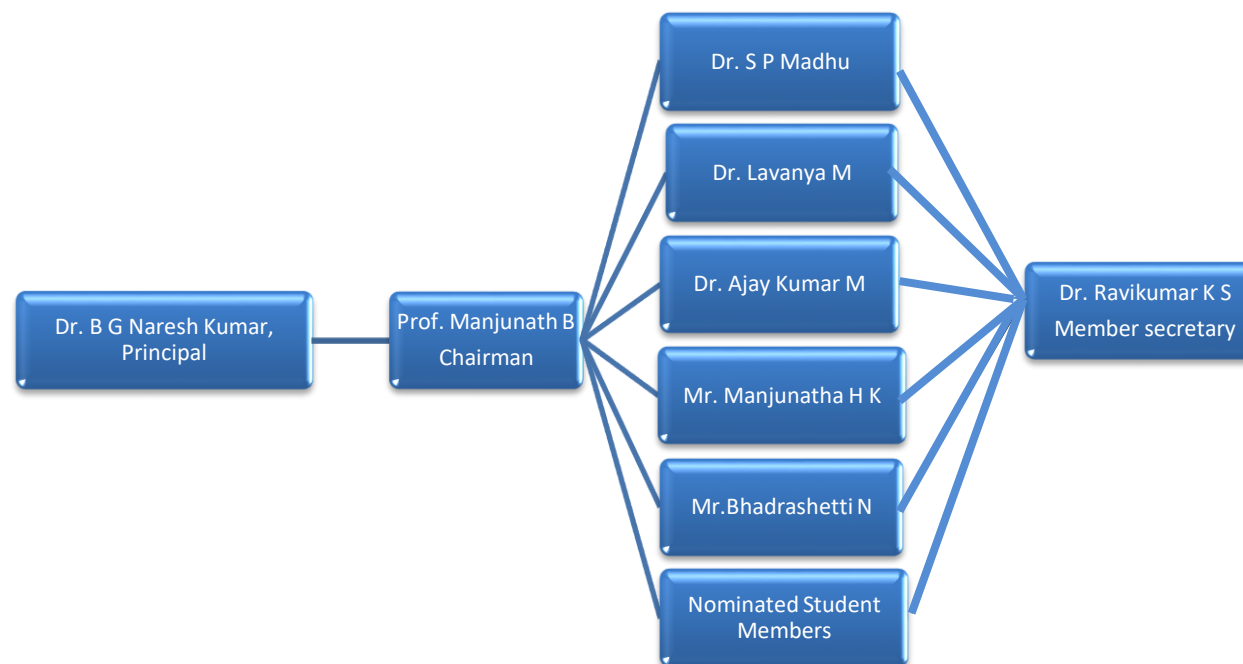 Dr. B G Naresh Kumar,
Principal
Prof. Manjunath B
Chairman
Dr. S P Madhu
Dr. Lavanya M
Dr. Ajay Kumar M
Mr. Manjunatha H K
Mr.Bhadrashetti N
Nominated Student
Members
Dr. Ravikumar K S
Member secretary